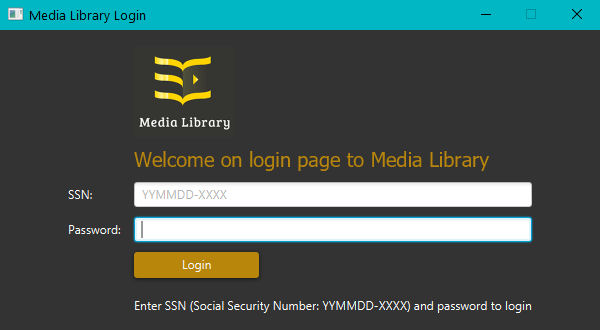 Media Library Login
Media Library
Welcome on login page to Media Library
SSN: YYMMDD-XXXX
Password:
Login
Enter SSN (Social Security Number: YYMMDD-XXXX) and password to login